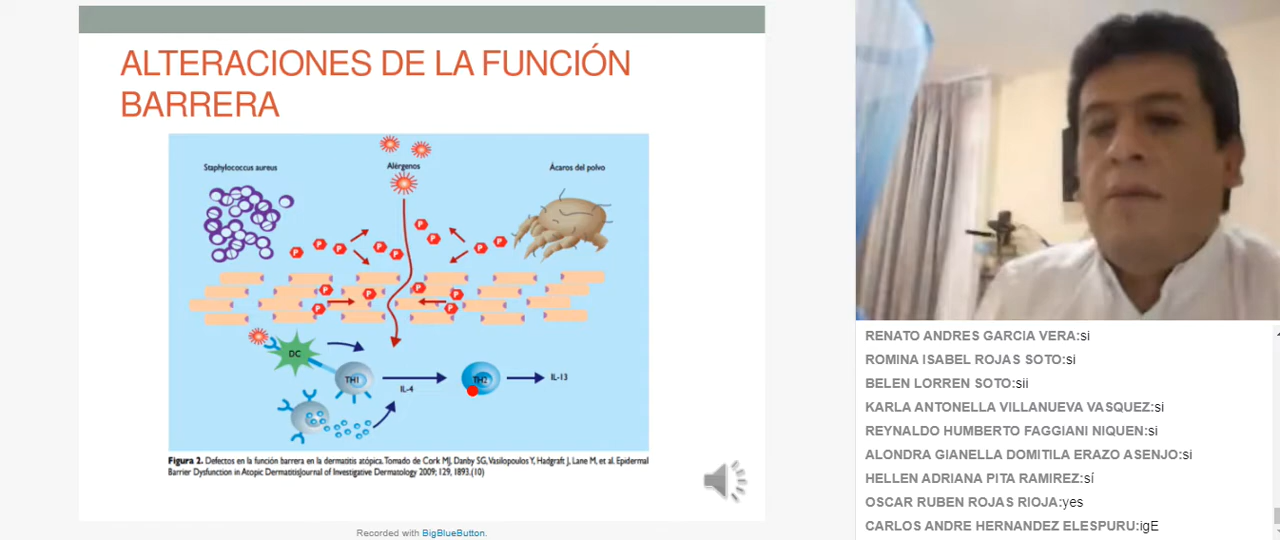 ALTERACIONES DE LA FUNCIÓN
BARRERA
Staphylococcus aureus
Alérgenos
Ácaros del polvo
P P P P P P P P P
P P P P P P
DC
TH1
IL-4
TH2
IL-13
Figura 2. Defectos en la función barrera en la dermatitis atópica. Tomado de Cork MJ, Danby SG, Vasilopoulos Y, Hadgraft J, Lane M, et al. Epidermal
Barrier Dysfunction in Atopic DermatitisJournal of Investigative Dermatology 2009; 129, 1893.(10)
Recorded with BigBlueButton.
RENATO ANDRES GARCIA VERA:si
ROMINA ISABEL ROJAS SOTO:si
BELEN LORREN SOTO:sii
KARLA ANTONELLA VILLANUEVA VASQUEZ:si
REYNALDO HUMBERTO FAGGIANI NIQUEN:si
ALONDRA GIANELLA DOMITILA ERAZO ASENJO:si
HELLEN ADRIANA PITA RAMIREZ:sí
OSCAR RUBEN ROJAS RIOJA:yes
CARLOS ANDRE HERNANDEZ ELESPURU:igE